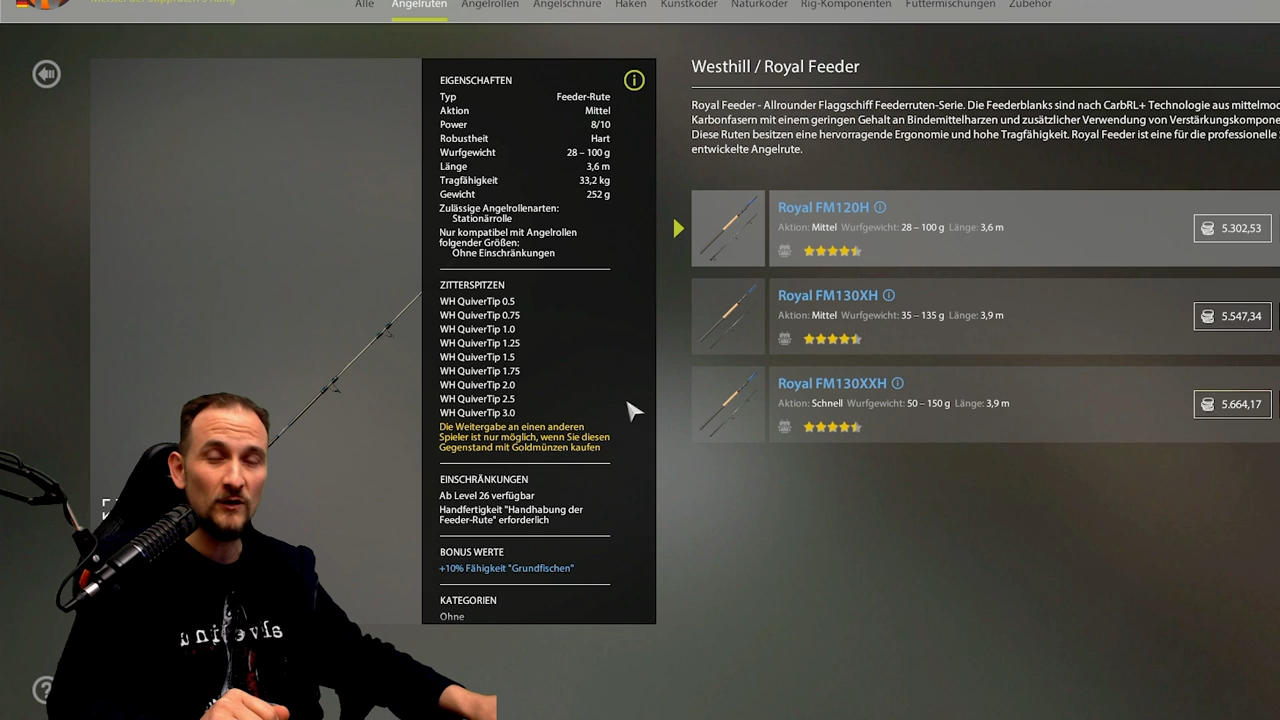 Meister der Stippruten's Rang
Alle Angelruten Angelrollen Angelschnüre Haken Kunstköder Naturköder Rig-Komponenten Futtermischungen Zubehör
EIGENSCHAFTEN
Typ Feeder-Rute
Aktion Mittel
Power 8/10
Robustheit Hart
Wurfgewicht 28 – 100 g
Länge 3,6 m
Tragfähigkeit 33,2 kg
Gewicht 252 g
Zulässige Angelrollenarten:
Stationärrolle
Nur kompatibel mit Angelrollen
folgender Größen:
Ohne Einschränkungen
ZITTERSPITZEN
WH QuiverTip 0.5
WH QuiverTip 0.75
WH QuiverTip 1.0
WH QuiverTip 1.25
WH QuiverTip 1.5
WH QuiverTip 1.75
WH QuiverTip 2.0
WH QuiverTip 2.5
WH QuiverTip 3.0
Die Weitergabe an einen anderen
Spieler ist nur möglich, wenn Sie diesen
Gegenstand mit Goldmünzen kaufen
EINSCHRÄNKUNGEN
Ab Level 26 verfügbar
Handfertigkeit "Handhabung der
Feeder-Rute" erforderlich
BONUS WERTE
+10% Fähigkeit "Grundfischen"
KATEGORIEN
Ohne
Westhill / Royal Feeder
Royal Feeder - Allrounder Flaggschiff Feederruten-Serie. Die Feederblanks sind nach CarbRL+ Technologie aus mittelmod
Karbonfasern mit einem geringen Gehalt an Bindemittelharzen und zusätzlicher Verwendung von Verstärkungskompone
Diese Ruten besitzen eine hervorragende Ergonomie und hohe Tragfähigkeit. Royal Feeder ist eine für die professionelle
entwickelte Angelrute.
Royal FM120H
Aktion: Mittel Wurfgewicht: 28 – 100 g Länge: 3,6 m
5.302,53
Royal FM130XH
Aktion: Mittel Wurfgewicht: 35 – 135 g Länge: 3,9 m
5.547,34
Royal FM130XXH
Aktion: Schnell Wurfgewicht: 50 – 150 g Länge: 3,9 m
5.664,17